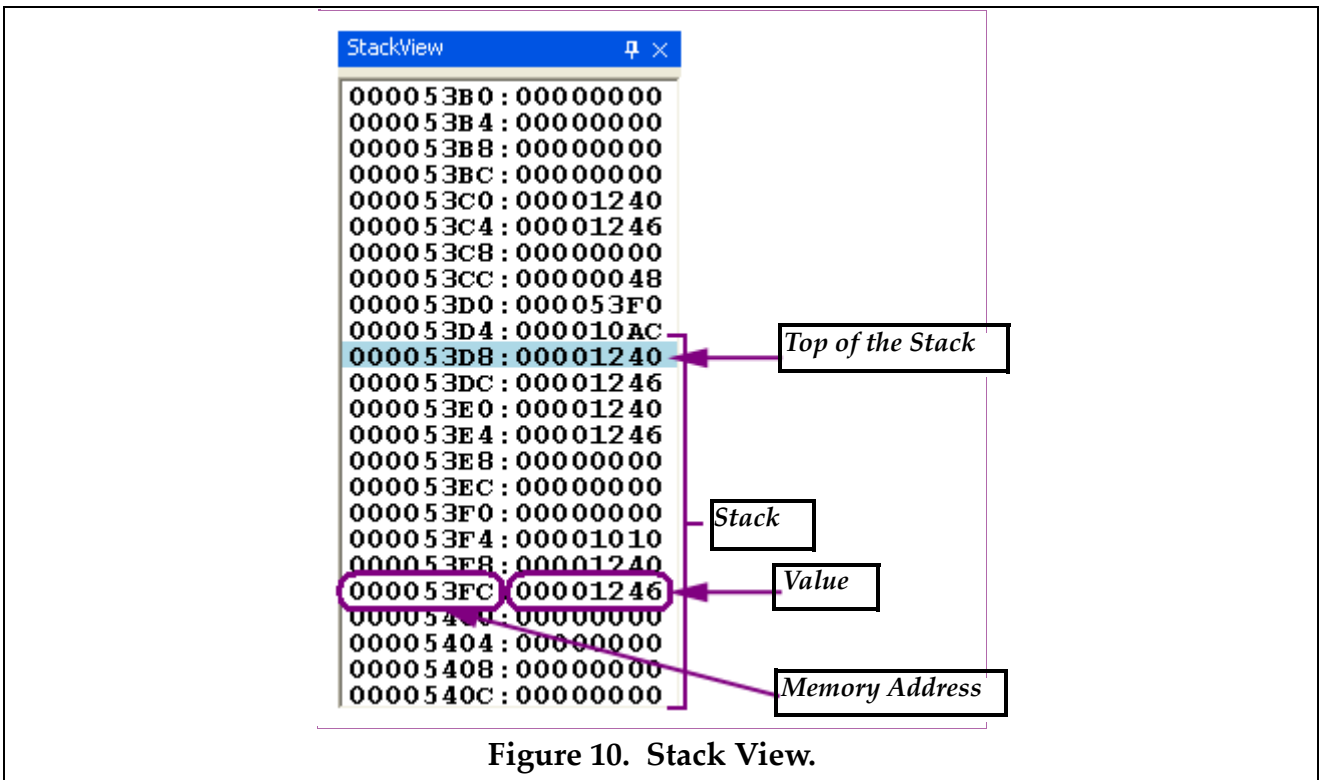 StackView
000053B0:00000000
000053B4:00000000
000053B8:00000000
000053BC:00000000
000053C0:00001240
000053C4:00001246
000053C8:00000000
000053CC:00000048
000053D0:000053F0
000053D4:000010AC
000053D8:00001240
Top of the Stack
000053DC:00001246
000053E0:00001240
000053E4:00001246
000053E8:00000000
000053EC:00000000
000053F0:00000000
Stack
000053F4:00001010
000053F8:00001240
000053FC:00001246
Value
00005400:00000000
00005404:00000000
00005408:00000000
0000540C:00000000
Memory Address
Figure 10. Stack View.